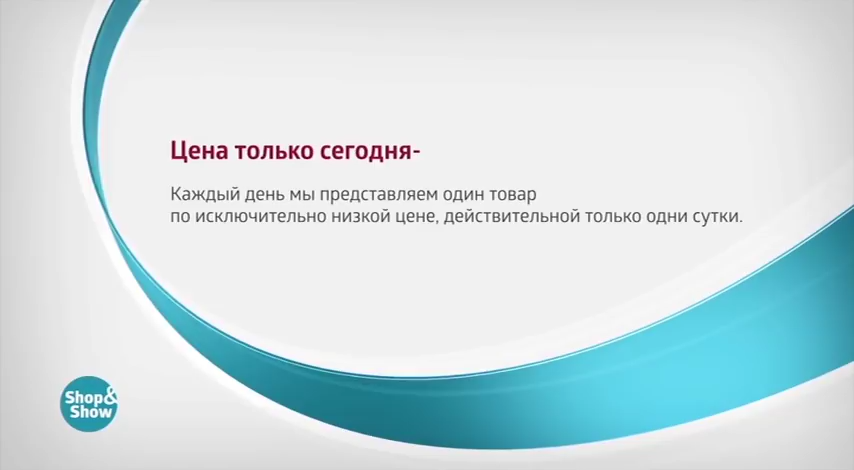 Цена только сегодня-
Каждый день мы представляем один товар
по исключительно низкой цене, действительной только одни сутки.
Shop&
Show